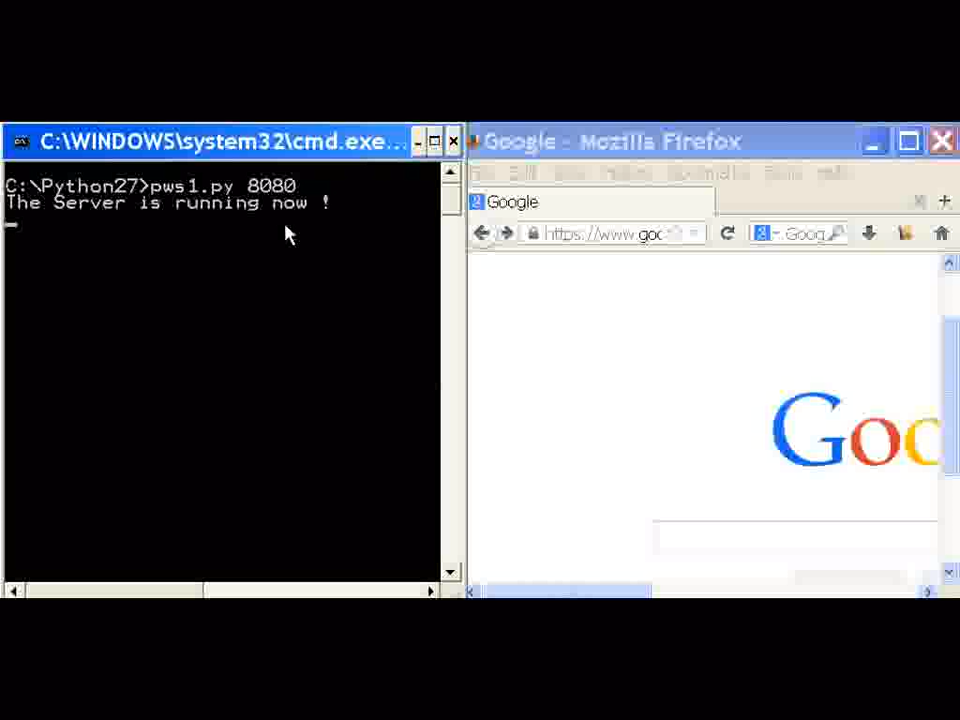 C:\WINDOWS\system32\cmd.exe...
C:\Python27>pws1.py 8080
The Server is running now !
Google - Mozilla Firefox
Google
https://www.goo
Goog
Goo